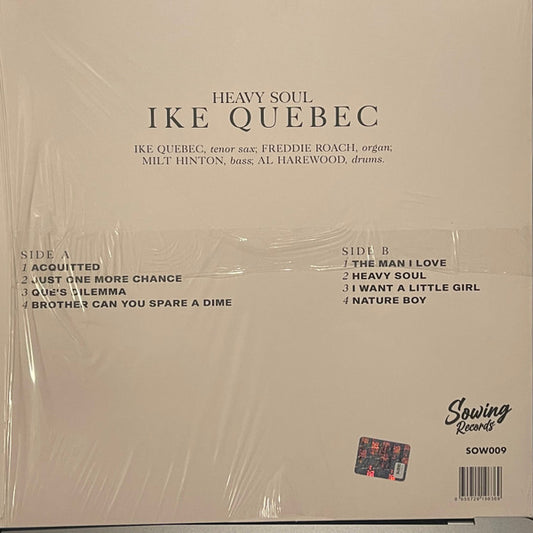 HEAVY SOUL
IKE QUEBEC
IKE QUEBEC, tenor sax; FREDDIE ROACH, organ;
MILT HINTON, bass; AL HAREWOOD, drums.
SIDE A
1 ACQUITTED
2 JUST ONE MORE CHANCE
3 QUE'S DILEMMA
4 BROTHER CAN YOU SPARE A DIME
SIDE B
1 THE MAN I LOVE
2 HEAVY SOUL
3 I WANT A LITTLE GIRL
4 NATURE BOY
Sowing
Records
SOW009